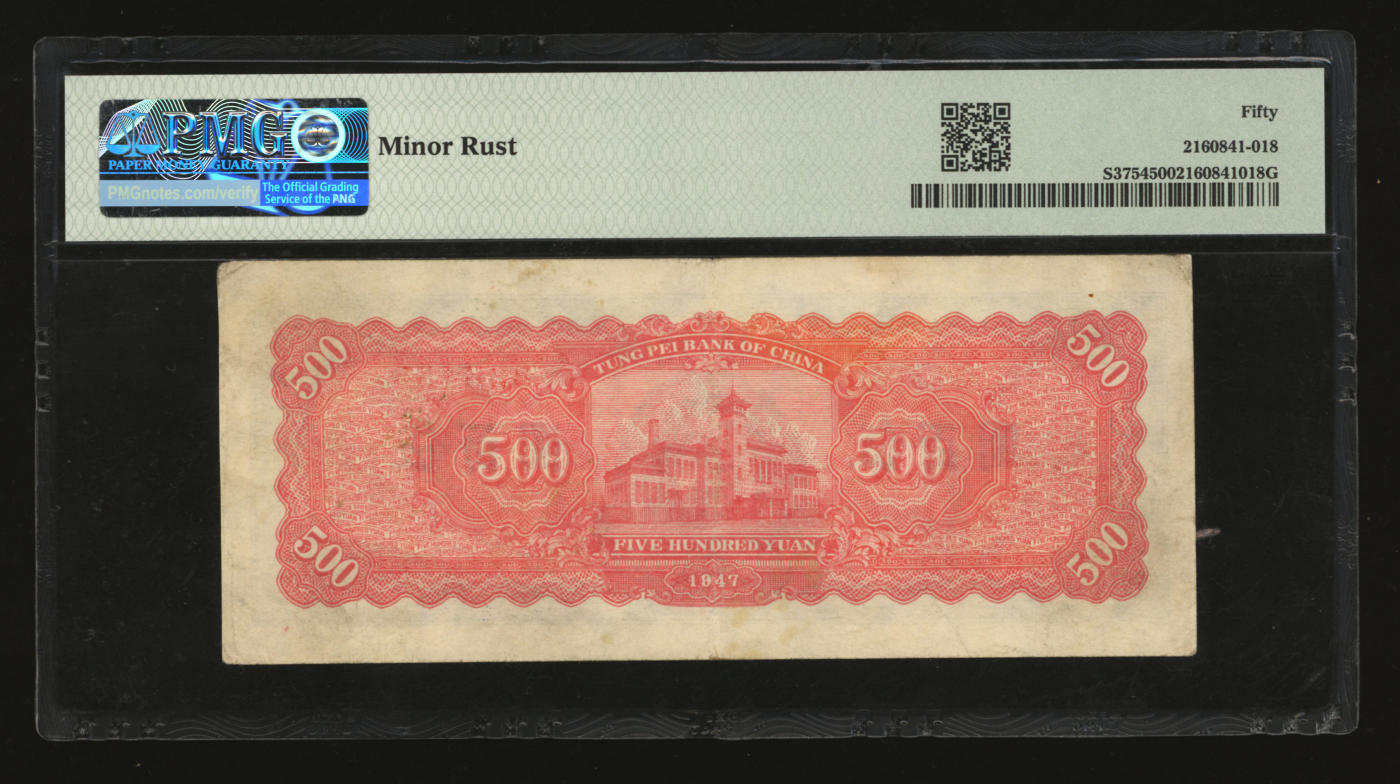 PMG
PAPER MONEY GUARANTY
PMGnotes.com/verify
The Official Grading
Service of the PNG
Minor Rust
Fifty
2160841-018
S37545002160841018G
500
500
TUNG PEI BANK OF CHINA
500
500
FIVE HUNDRED YUAN
500
500
1947